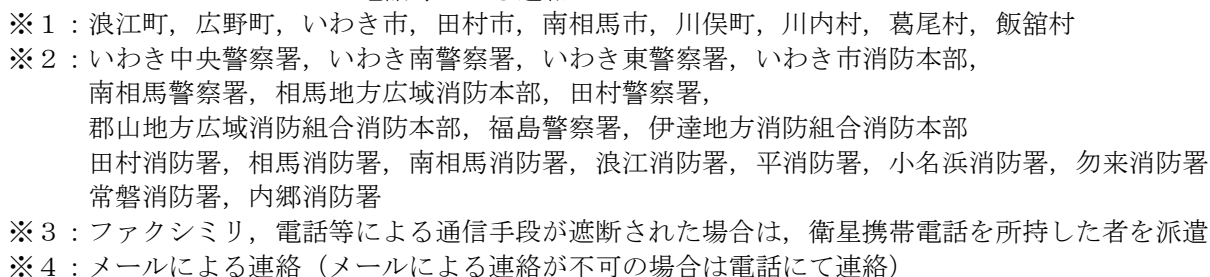 ※１：浪江町，広野町，いわき市，田村市，南相馬市，川俣町，川内村，葛尾村，飯舘村
※２：いわき中央警察署，いわき南警察署，いわき東警察署，いわき市消防本部，
南相馬警察署，相馬地方広域消防本部，田村警察署，
郡山地方広域消防組合消防本部，福島警察署，伊達地方消防組合消防本部
田村消防署，相馬消防署，南相馬消防署，浪江消防署，平消防署，小名浜消防署，勿来消防署
常磐消防署，内郷消防署
※３：ファクシミリ，電話等による通信手段が遮断された場合は，衛星携帯電話を所持した者を派遣
※４：メールによる連絡（メールによる連絡が不可の場合は電話にて連絡）